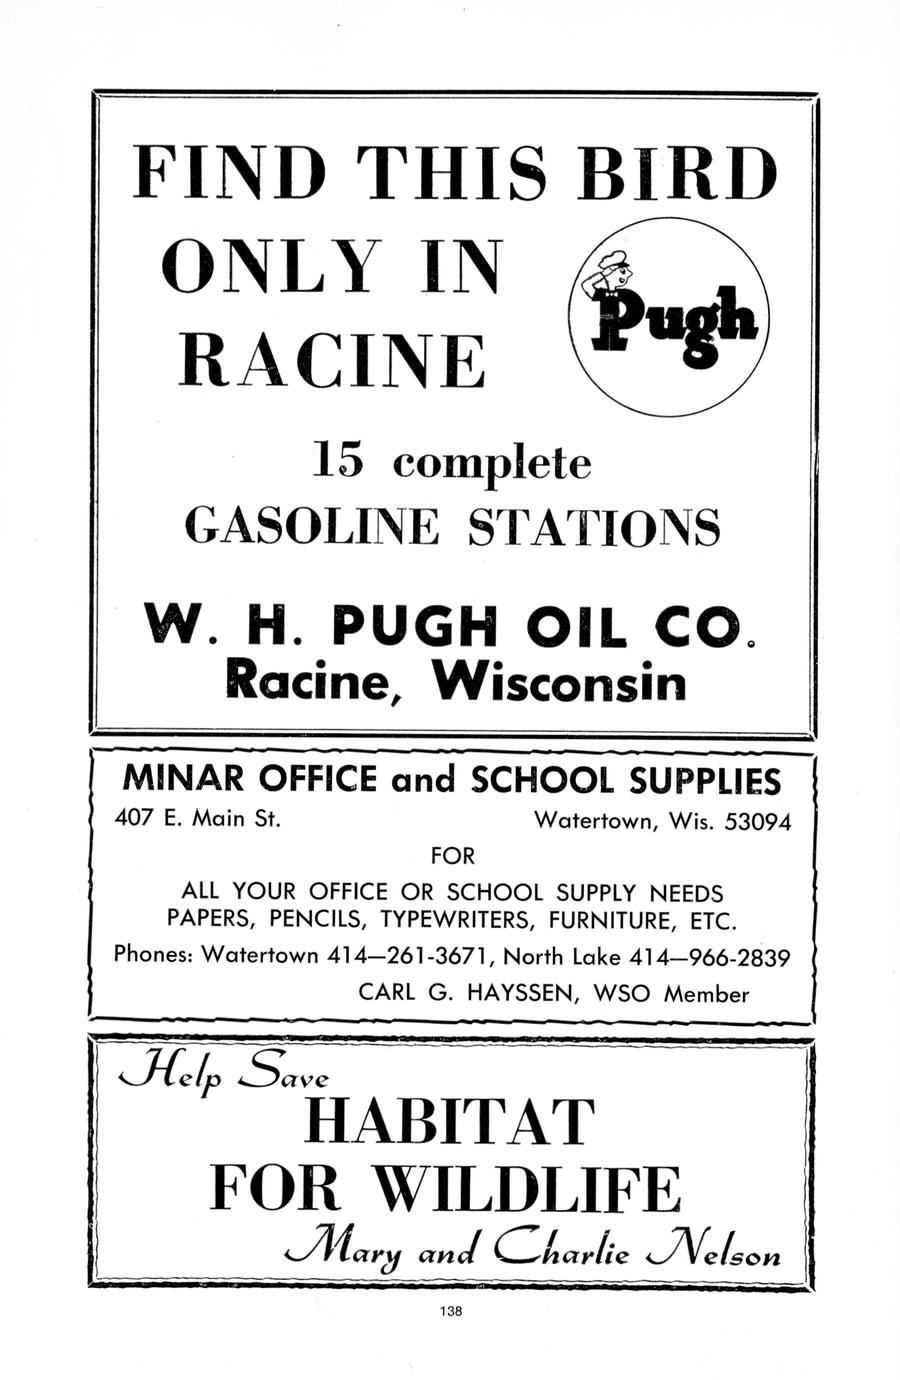 FIND THIS BIRD
ONLY IN
RACINE
Pugh
15 complete
GASOLINE STATIONS
W. H. PUGH OIL CO.
Racine, Wisconsin
MINAR OFFICE and SCHOOL SUPPLIES
407 E. Main St. Watertown, Wis. 53094
FOR
ALL YOUR OFFICE OR SCHOOL SUPPLY NEEDS
PAPERS, PENCILS, TYPEWRITERS, FURNITURE, ETC.
Phones: Watertown 414—261-3671, North Lake 414—966-2839
CARL G. HAYSSEN, WSO Member
Help Save
HABITAT
FOR WILDLIFE
Mary and Charlie Nelson
138